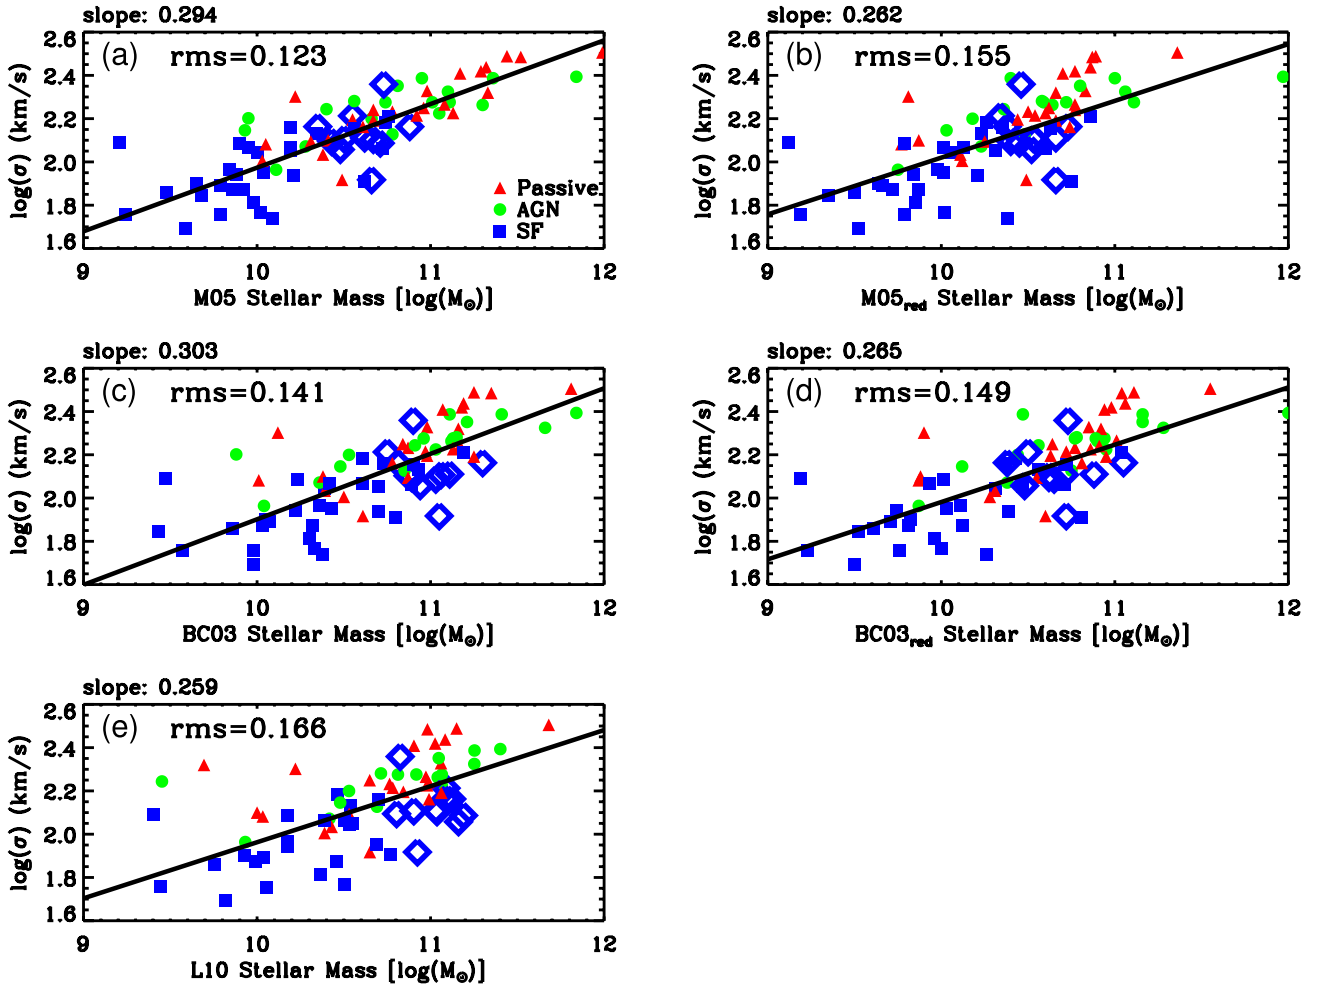 slope: 0.294
(a) rms=0.123
2.6
2.4
2.2
2.0
1.8
1.6
log(σ) (km/s)
Passive
AGN
SF
9 10 11 12
M05 Stellar Mass [log(M⊙)]
slope: 0.262
(b) rms=0.155
2.6
2.4
2.2
2.0
1.8
1.6
log(σ) (km/s)
9 10 11 12
M05red Stellar Mass [log(M⊙)]
slope: 0.303
(c) rms=0.141
2.6
2.4
2.2
2.0
1.8
1.6
log(σ) (km/s)
9 10 11 12
BC03 Stellar Mass [log(M⊙)]
slope: 0.265
(d) rms=0.149
2.6
2.4
2.2
2.0
1.8
1.6
log(σ) (km/s)
9 10 11 12
BC03red Stellar Mass [log(M⊙)]
slope: 0.259
(e) rms=0.166
2.6
2.4
2.2
2.0
1.8
1.6
log(σ) (km/s)
9 10 11 12
L10 Stellar Mass [log(M⊙)]